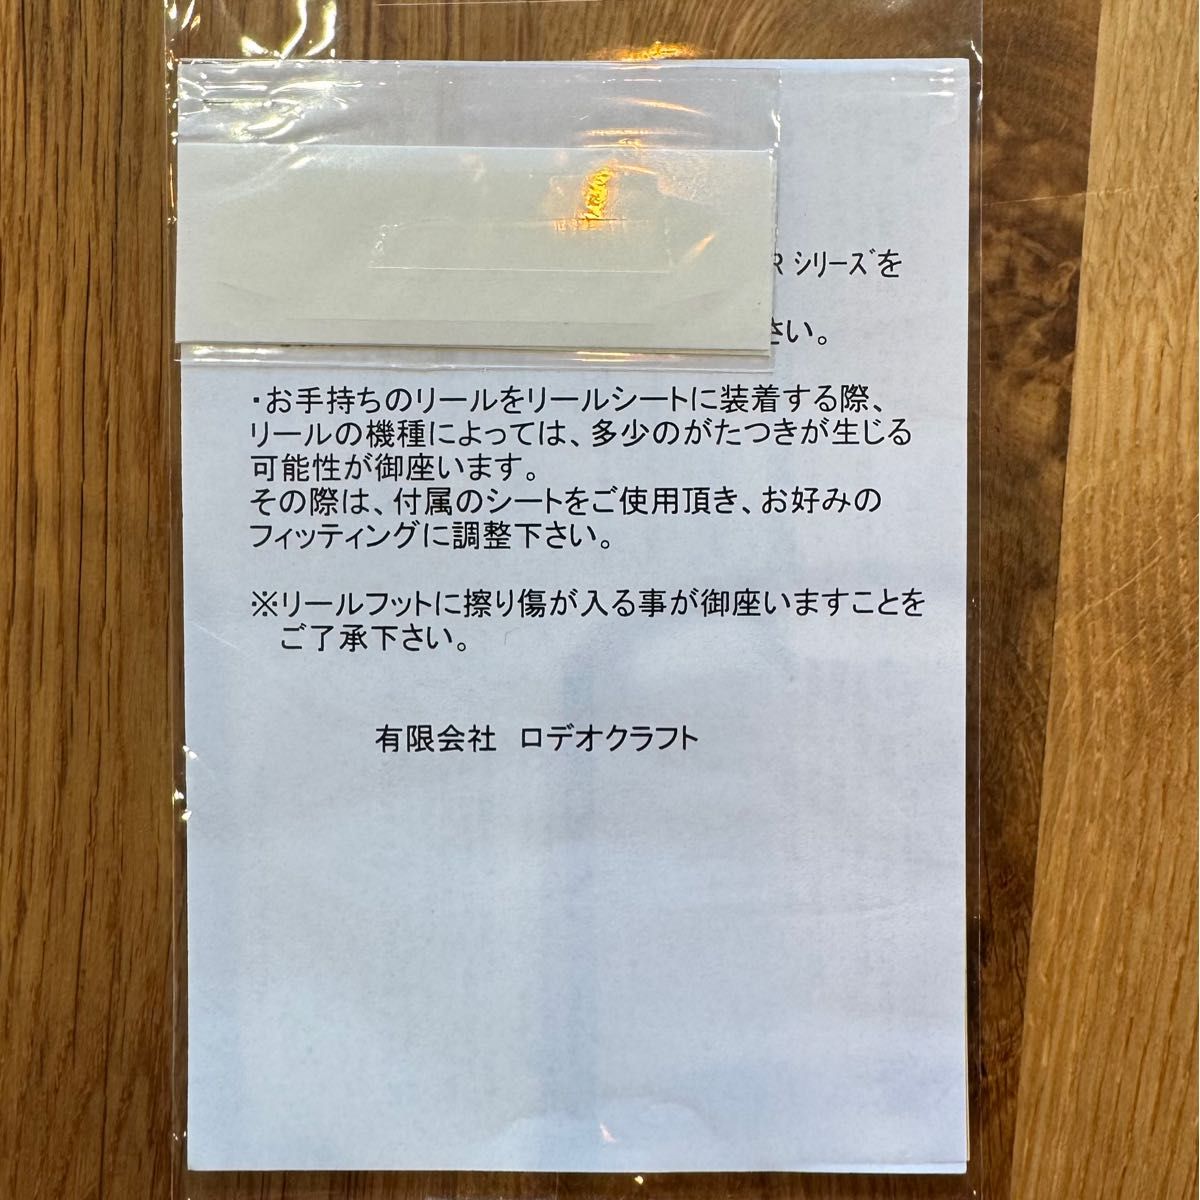 R ｼﾘｰｽﾞを
さい。
・お手持ちのリールをリールシートに装着する際、
リールの機種によっては、多少のがたつきが生じる
可能性が御座います。
その際は、付属のシートをご使用頂き、お好みの
フィッティングに調整下さい。
※リールフットに擦り傷が入る事が御座いますことを
ご了承下さい。
有限会社　ロデオクラフト